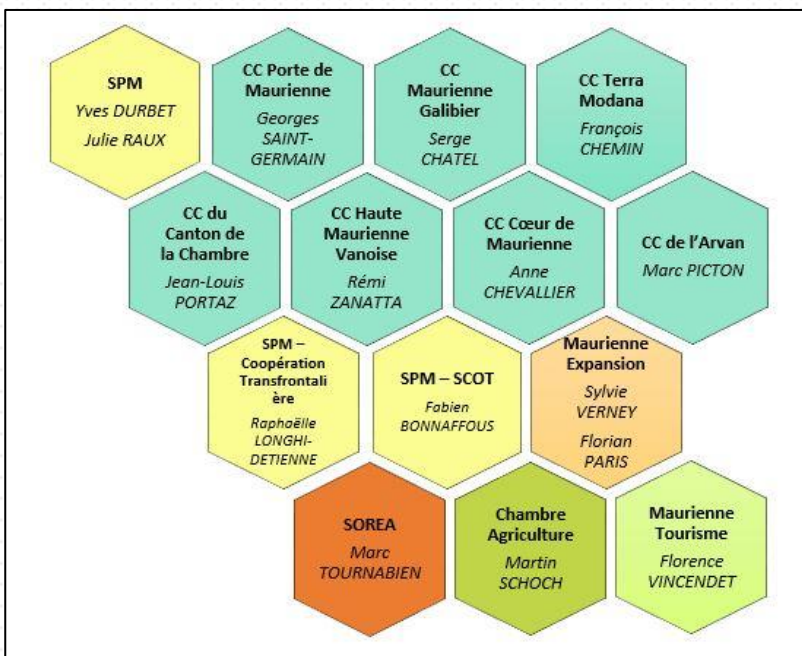 SPM
Yves DURBET
Julie RAUX
CC Porte de
Maurienne
Georges
SAINT-
GERMAIN
CC
Maurienne
Galibier
Serge
CHATEL
CC Terra
Modana
François
CHEMIN
CC du
Canton de
la Chambre
Jean-Louis
PORTAZ
CC Haute
Maurienne
Vanoise
Rémi
ZANATTA
CC Cœur de
Maurienne
Anne
CHEVALLIER
CC de l’Arvan
Marc PICTON
SPM –
Coopération
Transfrontali
ère
Raphaëlle
LONGHI-
DETIENNE
SPM – SCOT
Fabien
BONNAFFOUS
Maurienne
Expansion
Sylvie
VERNEY
Florian
PARIS
SOREA
Marc
TOURNABIEN
Chambre
Agriculture
Martin
SCHOCH
Maurienne
Tourisme
Florence
VINCENDET